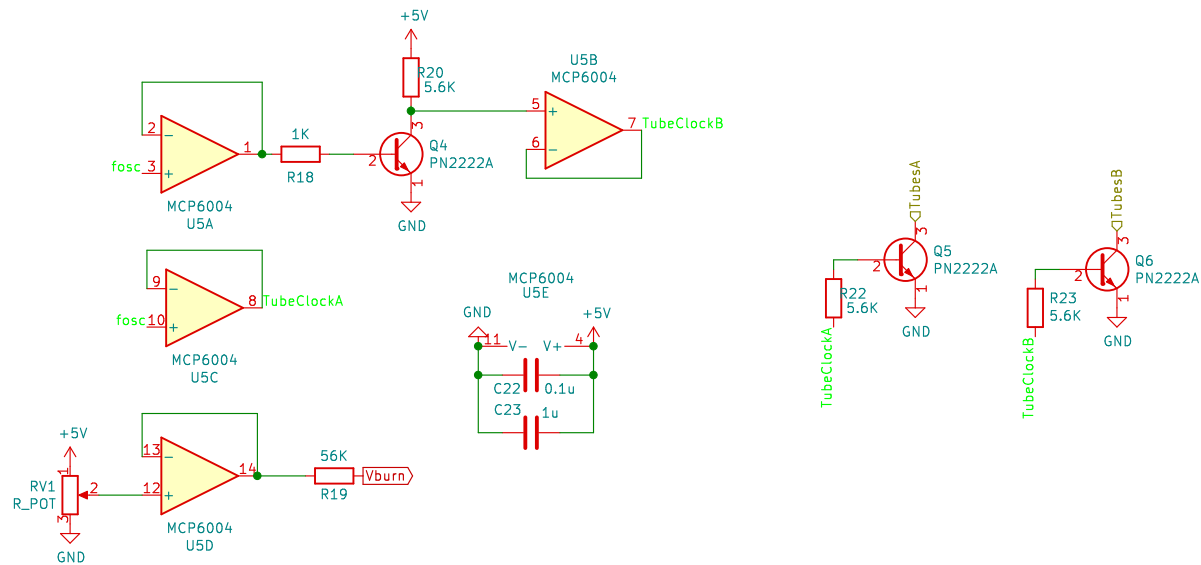 +5V
R20
5.6K
U5B
MCP6004
2
−
1
fosc
3
+
1K
R18
MCP6004
U5A
3
2
1
Q4
PN2222A
GND
5
+
6
−
7
TubeClockB
9
−
8
TubeClockA
fosc
10
+
MCP6004
U5C
MCP6004
U5E
GND
+5V
11
V−
V+
4
C22
0.1u
C23
1u
+5V
1
RV1
R_POT
2
3
GND
13
−
14
12
+
MCP6004
U5D
56K
R19
Vburn
TubesA
3
2
1
Q5
PN2222A
R22
5.6K
GND
TubeClockA
TubesB
3
2
1
Q6
PN2222A
R23
5.6K
GND
TubeClockB